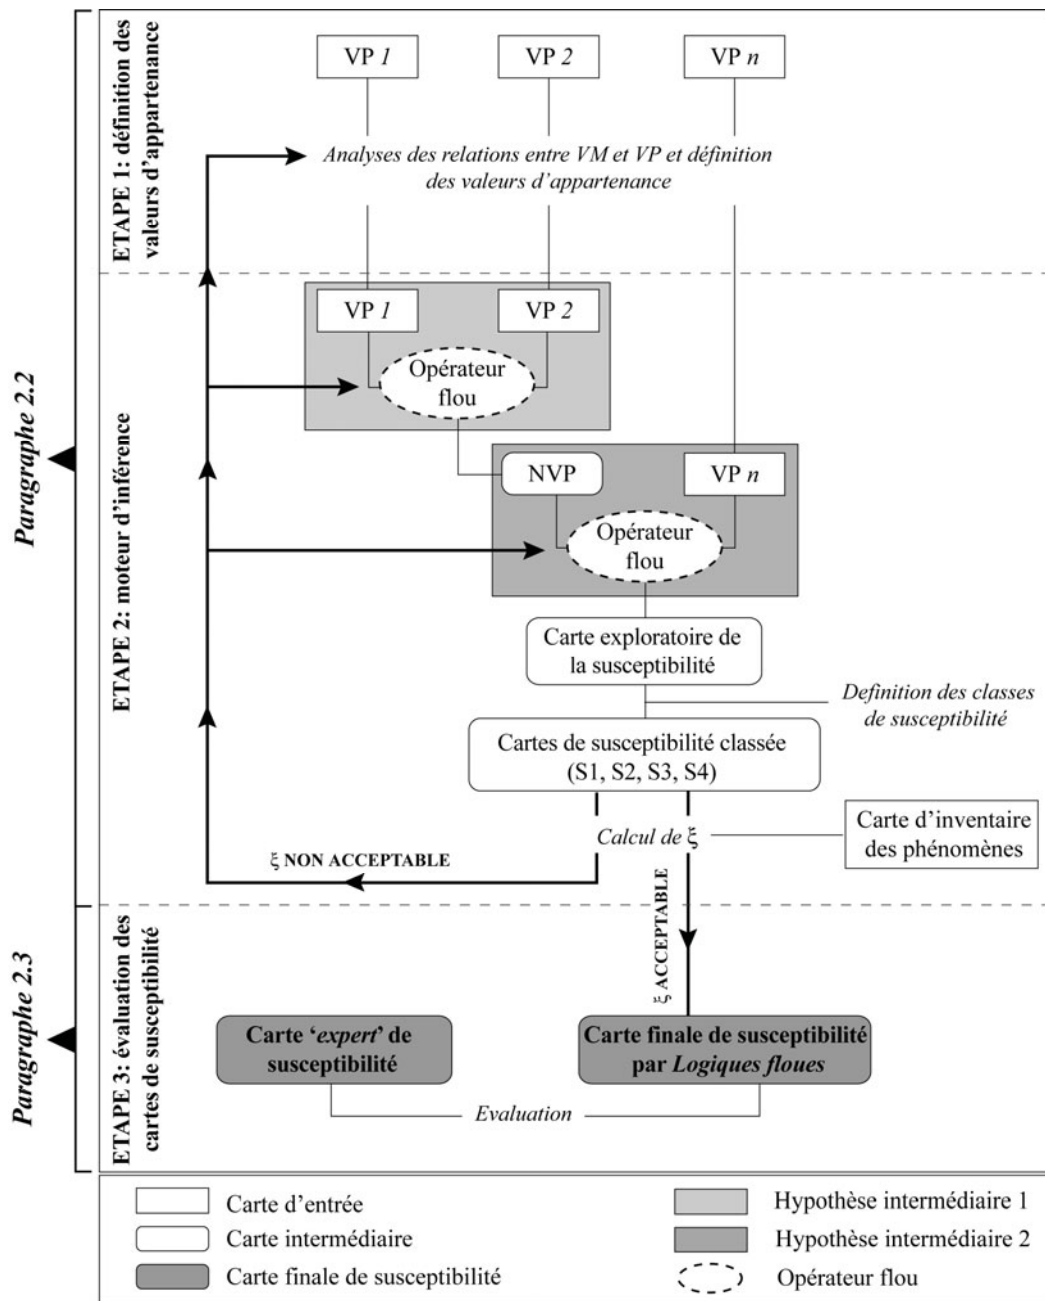 Paragraphe 2.2
Paragraphe 2.3
ETAPE 1: définition des
valeurs d'appartenance
VP 1
VP 2
VP n
Analyses des relations entre VM et VP et définition
des valeurs d'appartenance
ETAPE 2: moteur d'inférence
VP 1
VP 2
Opérateur
flou
NVP
VP n
Opérateur
flou
Carte exploratoire de
la susceptibilité
Definition des classes
de susceptibilité
Cartes de susceptibilité classée
(S1, S2, S3, S4)
Calcul de ξ
Carte d'inventaire
des phénomènes
ξ NON ACCEPTABLE
ξ ACCEPTABLE
ETAPE 3: évaluation des
cartes de susceptibilité
Carte ‘expert’ de
susceptibilité
Carte finale de susceptibilité
par Logiques floues
Evaluation
Carte d'entrée
Carte intermédiaire
Carte finale de susceptibilité
Hypothèse intermédiaire 1
Hypothèse intermédiaire 2
Opérateur flou